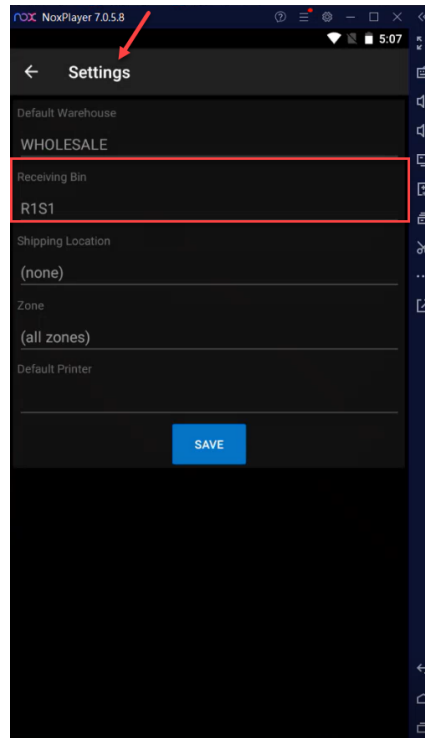 nox NoxPlayer 7.0.5.8
5:07
Settings
Default Warehouse
WHOLESALE
Receiving Bin
R1S1
Shipping Location
(none)
Zone
(all zones)
Default Printer
SAVE